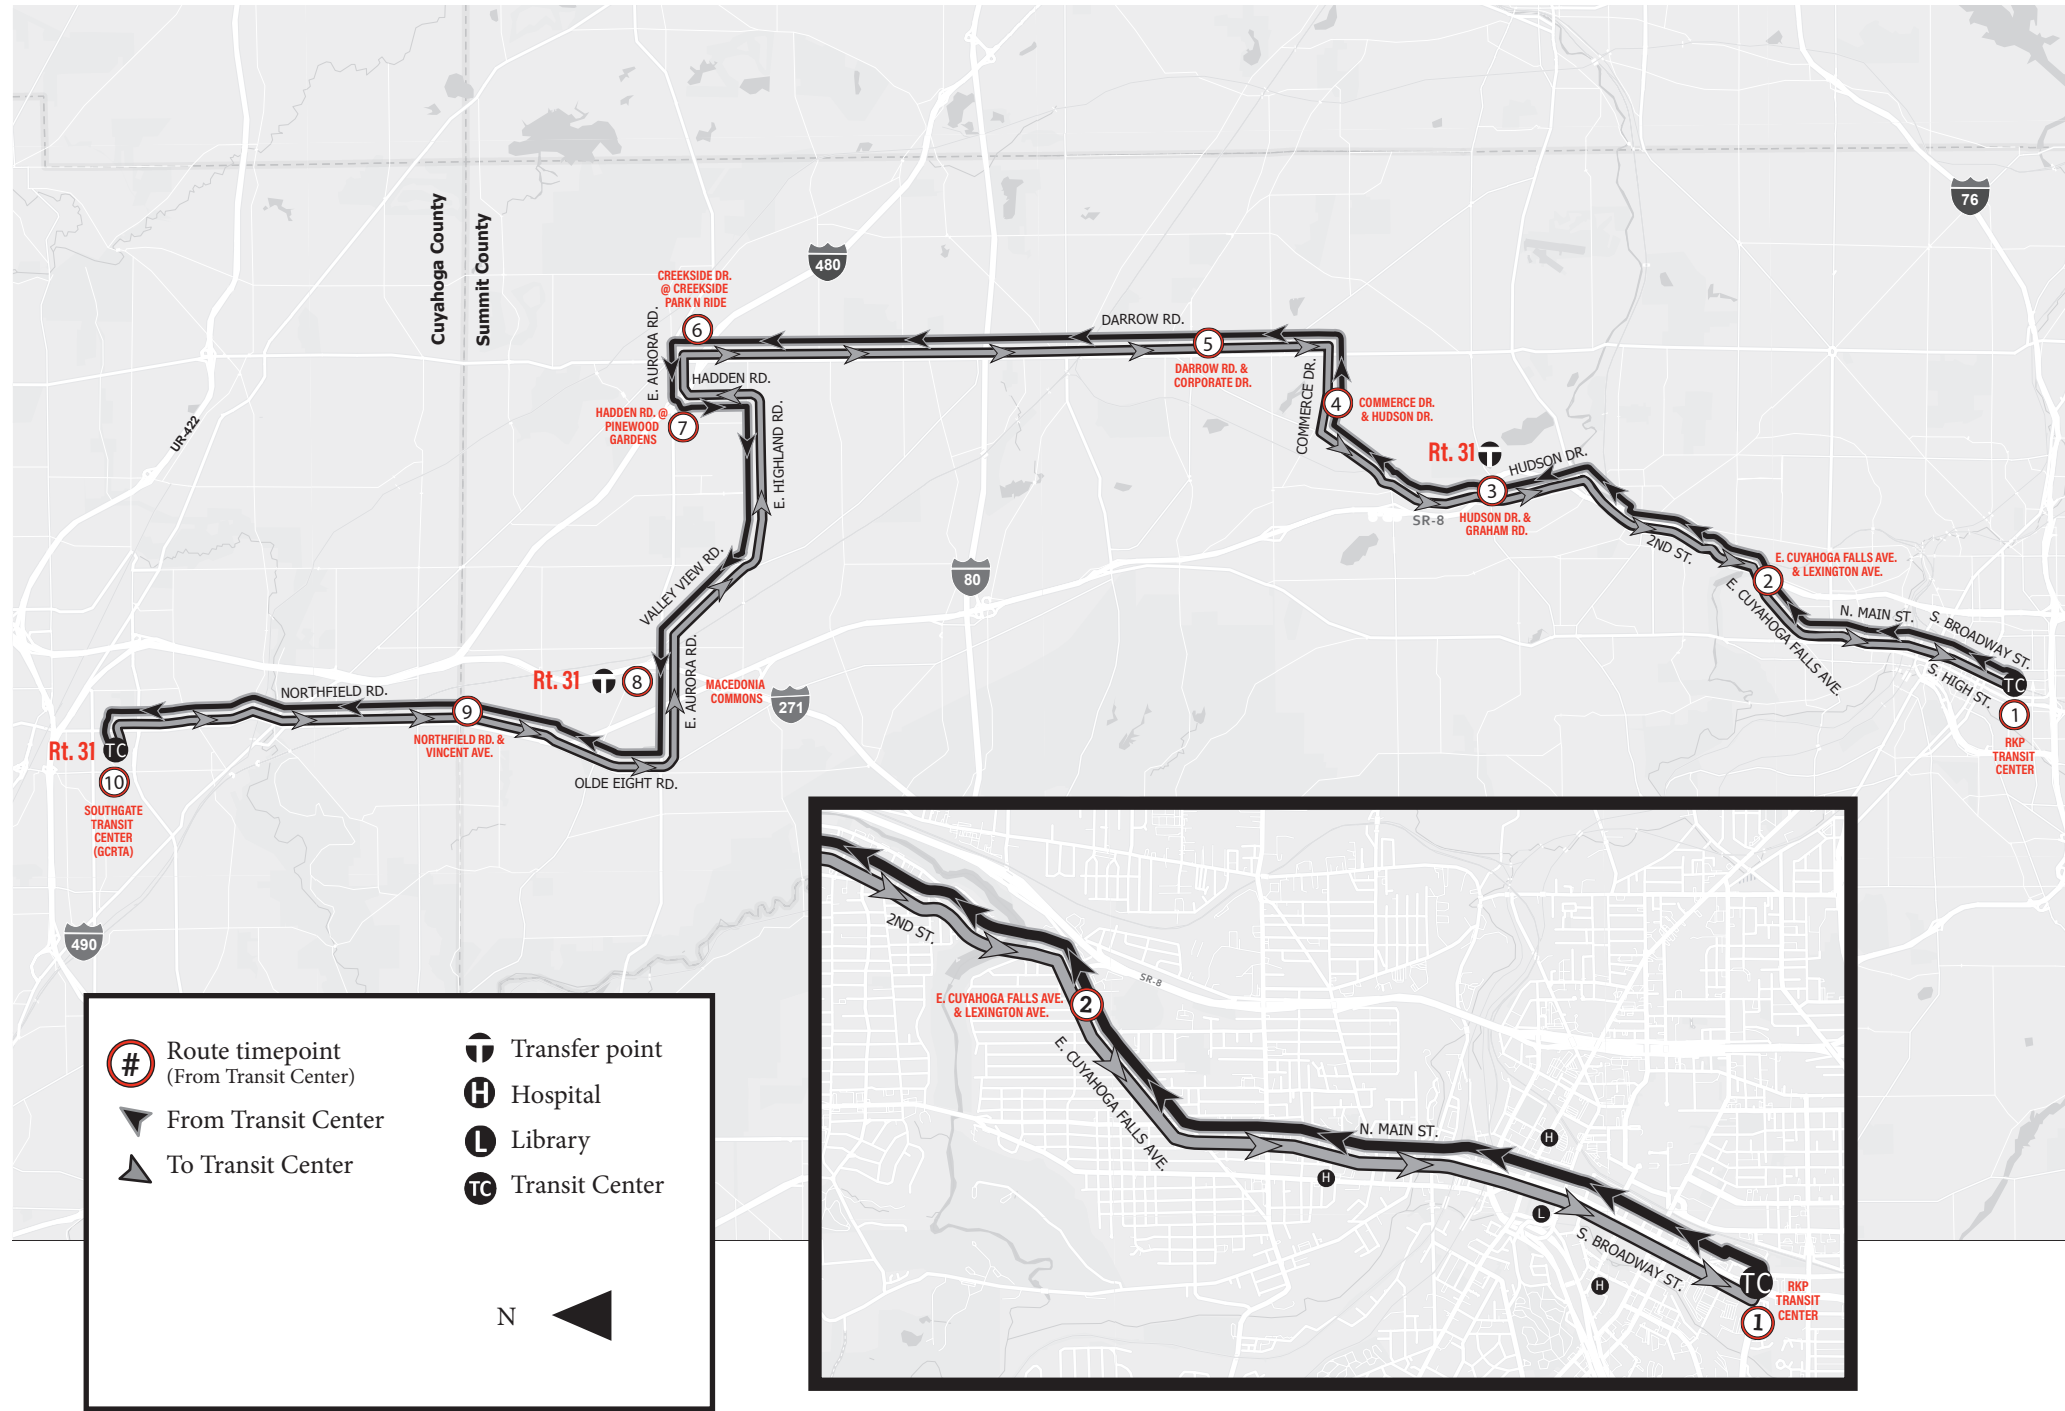 Cuyahoga County
Summit County
76
480
CREEKSIDE DR.
@ CREEKSIDE
PARK N RIDE
6
E. AURORA RD.
DARROW RD.
5
DARROW RD. &
CORPORATE DR.
HADDEN RD.
HADDEN RD. @
PINEWOOD
GARDENS
7
E. HIGHLAND RD.
COMMERCE DR.
4
COMMERCE DR.
& HUDSON DR.
UR-422
Rt. 31
T
HUDSON DR.
3
HUDSON DR. &
GRAHAM RD.
SR-8
2ND ST.
E. CUYAHOGA FALLS AVE.
& LEXINGTON AVE.
2
E. CUYAHOGA FALLS AVE.
N. MAIN ST.
S. BROADWAY ST.
S. HIGH ST.
TC
1
RKP
TRANSIT
CENTER
80
VALLEY VIEW RD.
E. AURORA RD.
Rt. 31
T
8
MACEDONIA
COMMONS
271
NORTHFIELD RD.
9
NORTHFIELD RD. &
VINCENT AVE.
OLDE EIGHT RD.
Rt. 31
TC
10
SOUTHGATE
TRANSIT
CENTER
(GCRTA)
490
2ND ST.
SR-8
E. CUYAHOGA FALLS AVE.
& LEXINGTON AVE.
2
E. CUYAHOGA FALLS AVE.
N. MAIN ST.
H
H
L
S. BROADWAY ST.
H
TC
RKP
TRANSIT
CENTER
1
#
Route timepoint
(From Transit Center)
From Transit Center
To Transit Center
T
Transfer point
H
Hospital
L
Library
TC
Transit Center
N